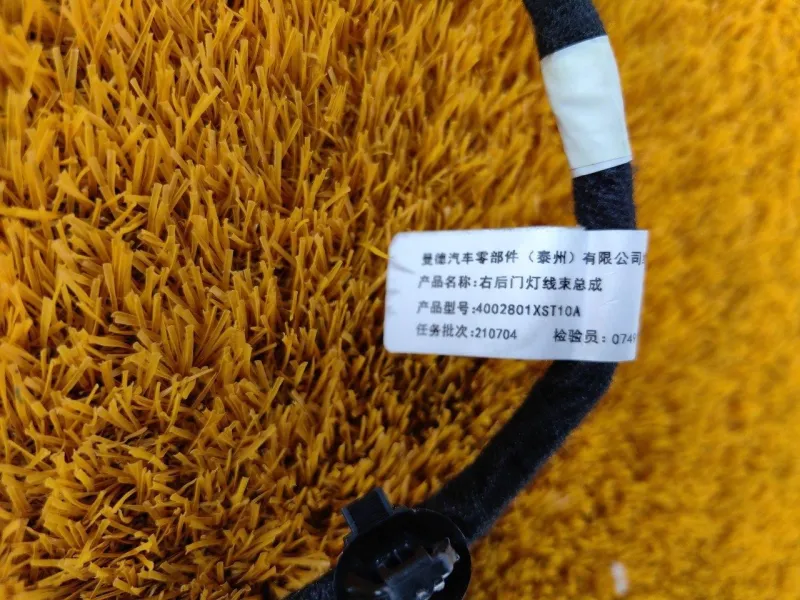 曼德汽车零部件（泰州）有限公司
产品名称:右后门灯线束总成
产品型号:4002801XST10A
任务批次:210704 检验员: 074